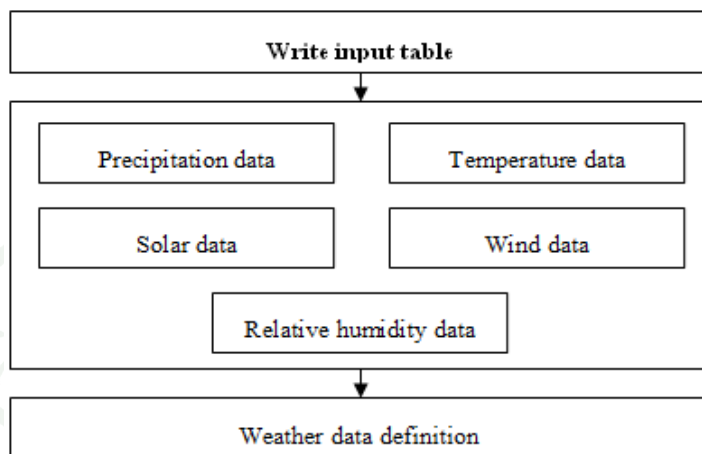 Write input table
Precipitation data
Temperature data
Solar data
Wind data
Relative humidity data
Weather data definition